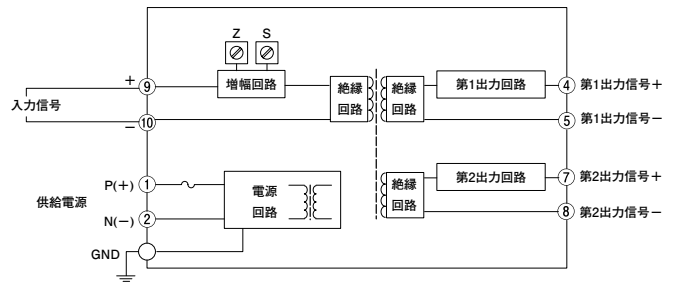 Z S
+ ⑨ 増幅回路 絶縁 絶縁 第1出力回路 ④ 第1出力信号+
回路 回路
入力信号
− ⑩ ⑤ 第1出力信号−
P(+) ① 電源 絶縁 第2出力回路 ⑦ 第2出力信号+
供給電源
回路 回路
N(−) ② ⑧ 第2出力信号−
GND